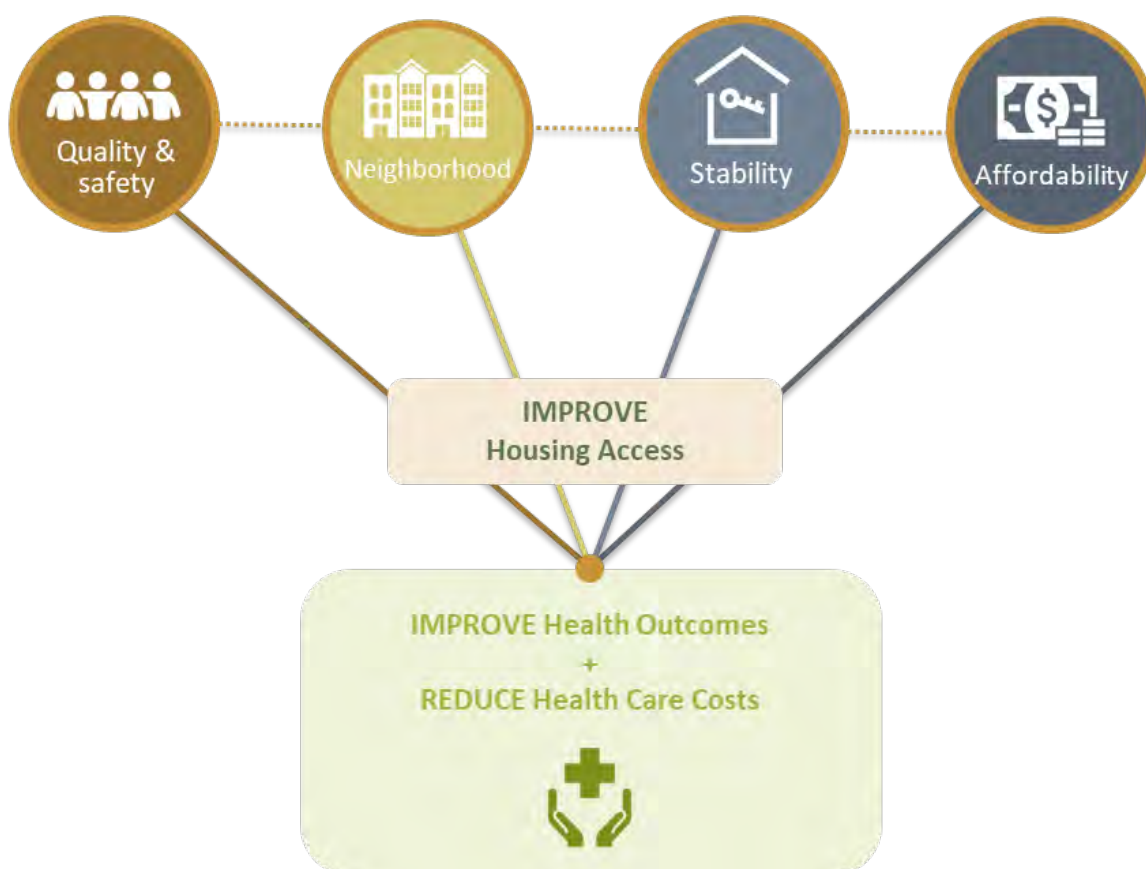 Quality &
safety
Neighborhood
Stability
$
Affordability
IMPROVE
Housing Access
IMPROVE Health Outcomes
+
REDUCE Health Care Costs